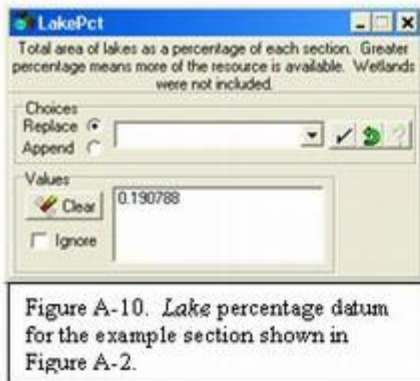 LakePct
Total area of lakes as a percentage of each section. Greater
percentage means more of the resource is available. Wetlands
were not included.
Choices
Replace
Append
Values
Clear
0.190788
Ignore
Figure A-10. Lake percentage datum
for the example section shown in
Figure A-2.